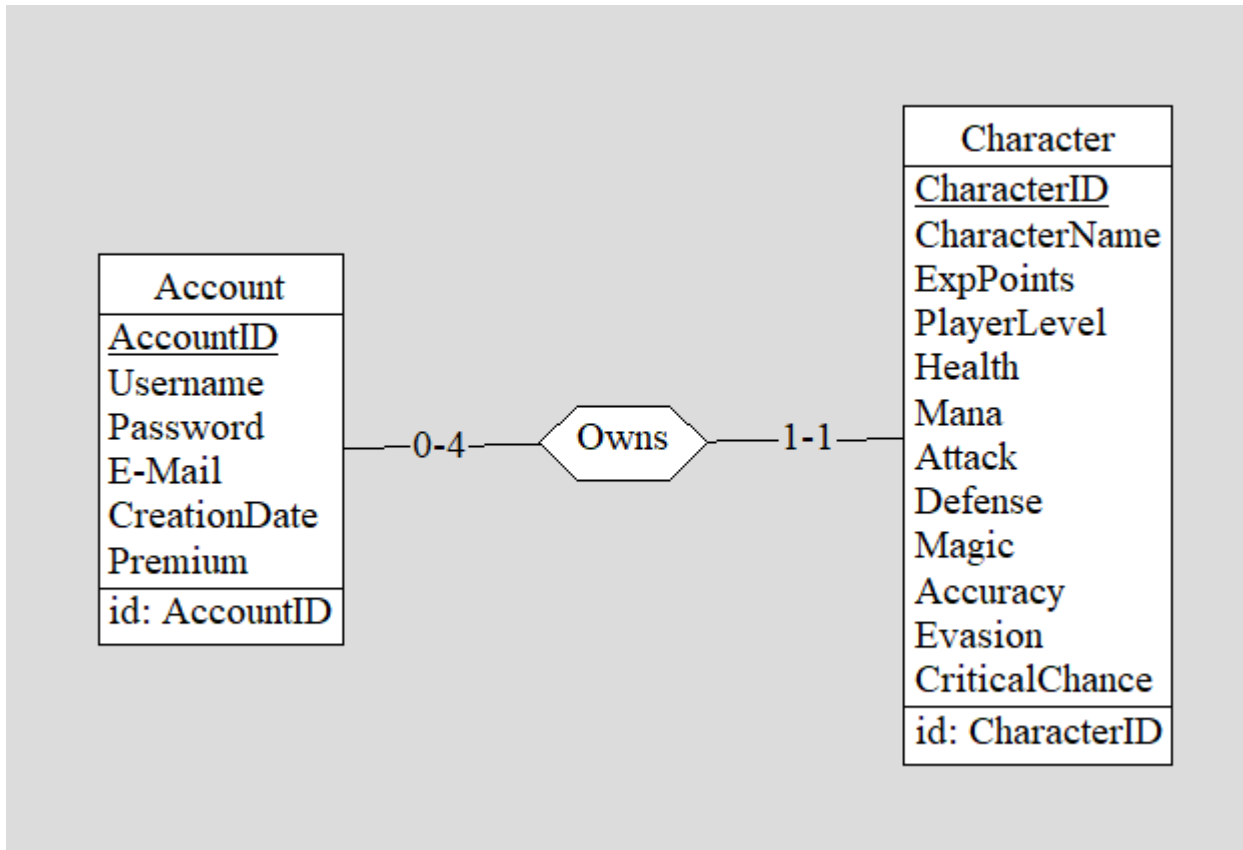 Account
AccountID
Username
Password
E-Mail
CreationDate
Premium
id: AccountID
0-4
Owns
1-1
Character
CharacterID
CharacterName
ExpPoints
PlayerLevel
Health
Mana
Attack
Defense
Magic
Accuracy
Evasion
CriticalChance
id: CharacterID